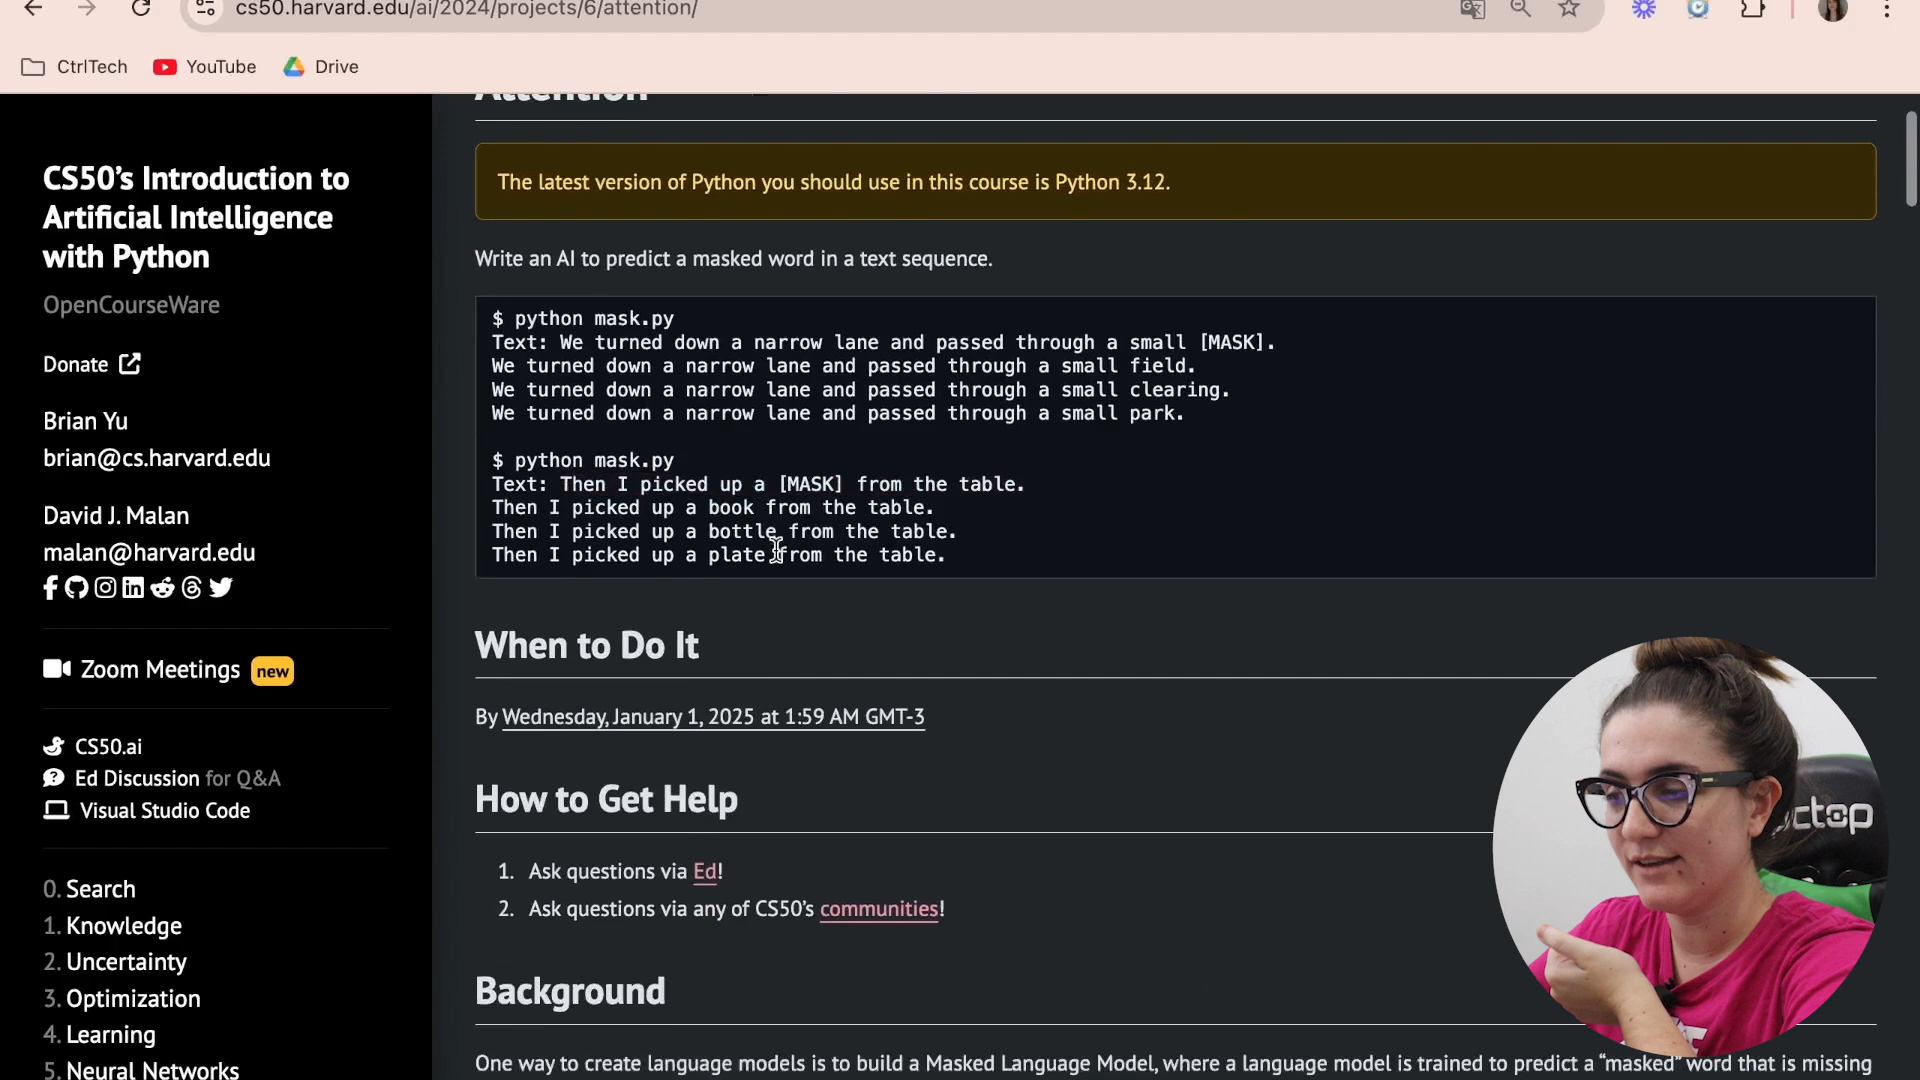 cs50.harvard.edu/ai/2024/projects/6/attention/
CtrlTech
YouTube
Drive
CS50's Introduction to
Artificial Intelligence
with Python
OpenCourseWare
Donate
Brian Yu
brian@cs.harvard.edu
David J. Malan
malan@harvard.edu
Zoom Meetings new
CS50.ai
Ed Discussion for Q&A
Visual Studio Code
0. Search
1. Knowledge
2. Uncertainty
3. Optimization
4. Learning
5. Neural Networks
Attention
The latest version of Python you should use in this course is Python 3.12.
Write an AI to predict a masked word in a text sequence.
$ python mask.py
Text: We turned down a narrow lane and passed through a small [MASK].
We turned down a narrow lane and passed through a small field.
We turned down a narrow lane and passed through a small clearing.
We turned down a narrow lane and passed through a small park.
$ python mask.py
Text: Then I picked up a [MASK] from the table.
Then I picked up a book from the table.
Then I picked up a bottle from the table.
Then I picked up a plate from the table.
When to Do It
By Wednesday, January 1, 2025 at 1:59 AM GMT-3
How to Get Help
1. Ask questions via Ed!
2. Ask questions via any of CS50's communities!
Background
One way to create language models is to build a Masked Language Model, where a language model is trained to predict a “masked” word that is missing